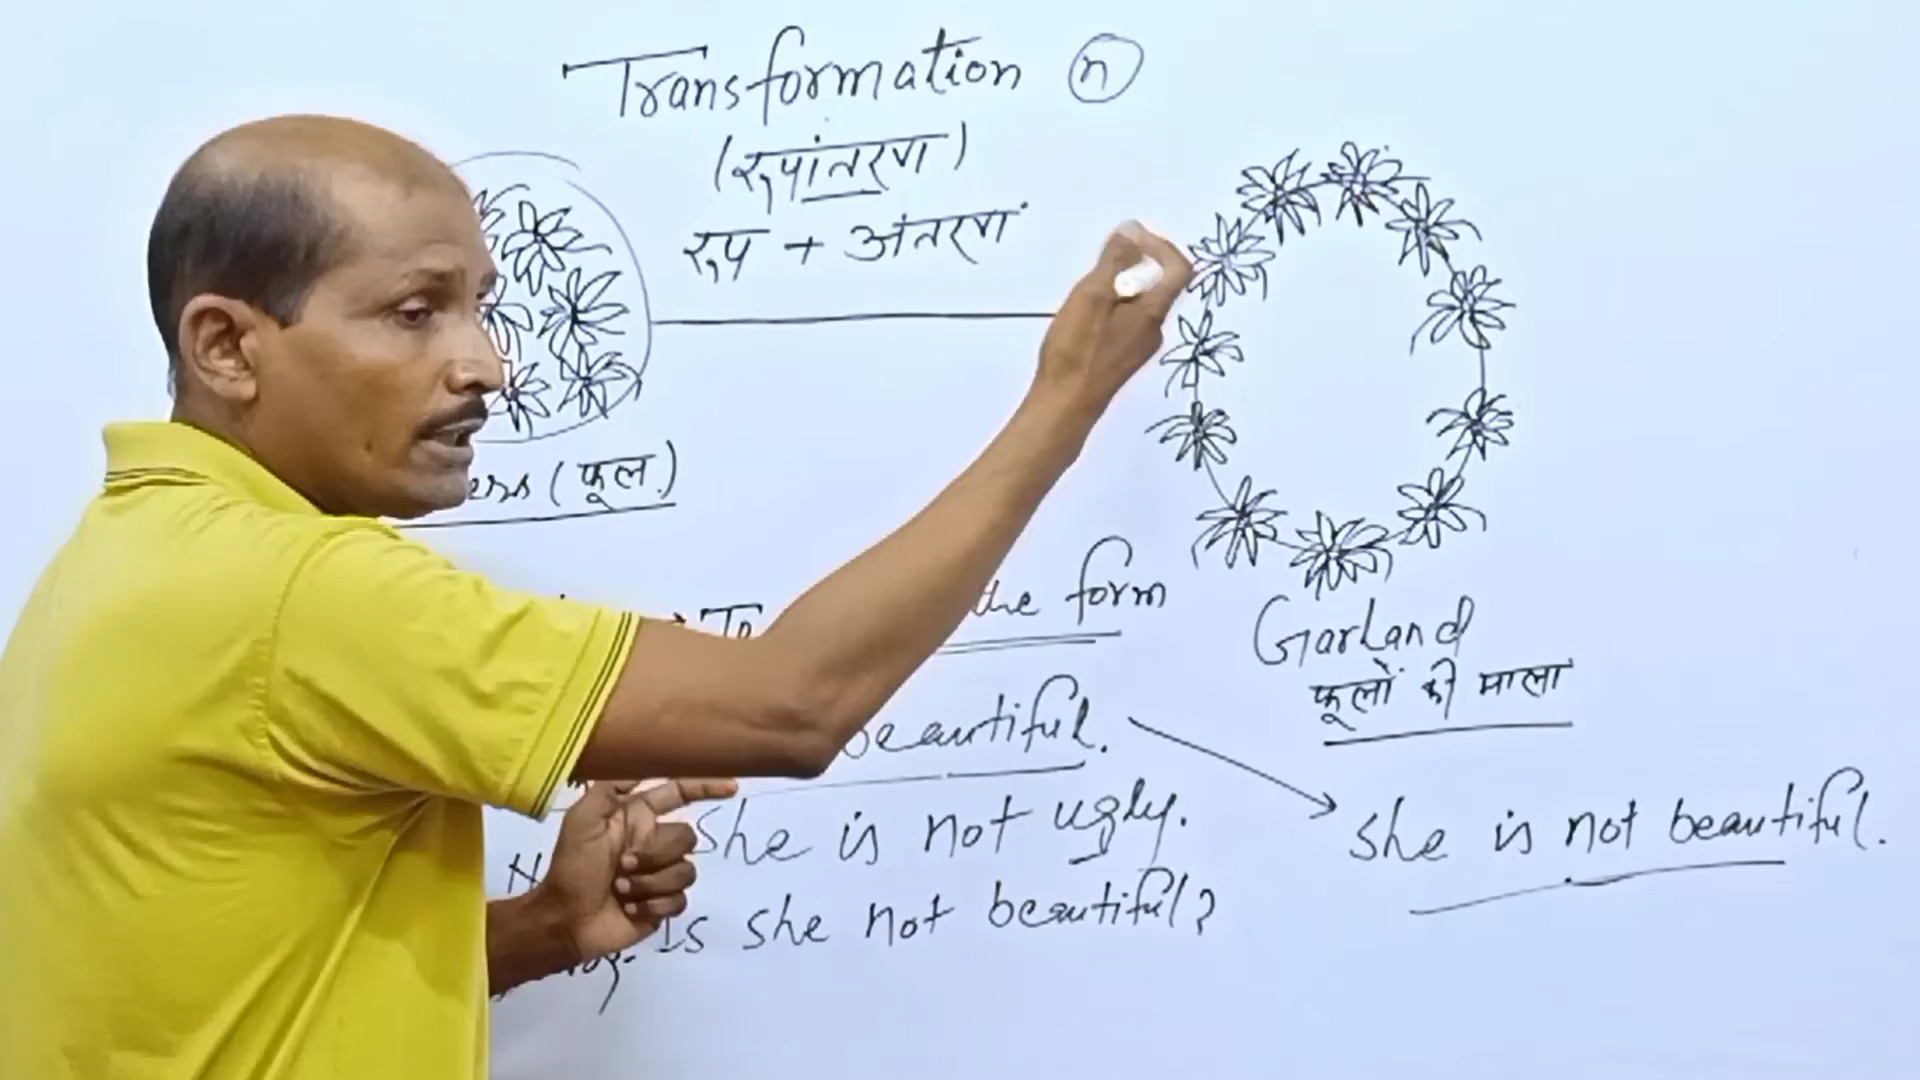 Transformation n
(रूपांतरण)
रूप + अंतरण
(फूल.)
the form
Garland
फूलों की माला
beautiful.
she is not ugly.
she is not beautiful.
Is she not beautiful?